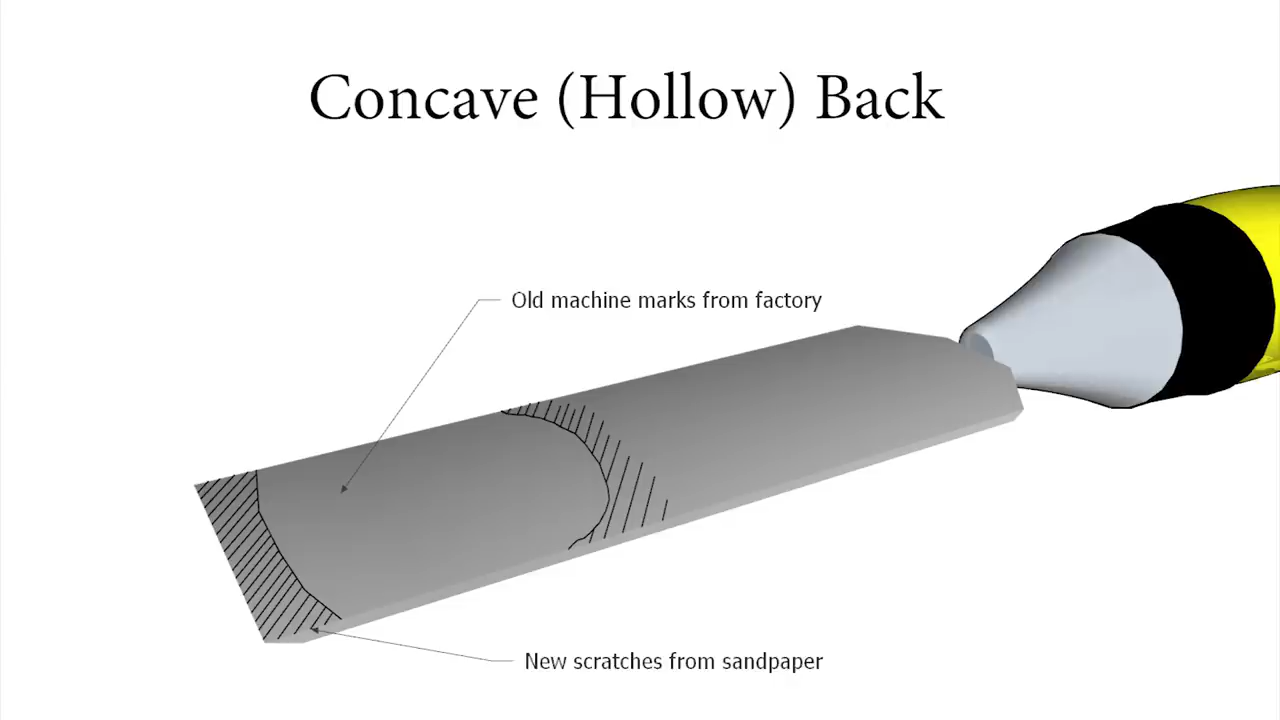 Concave (Hollow) Back
Old machine marks from factory
New scratches from sandpaper